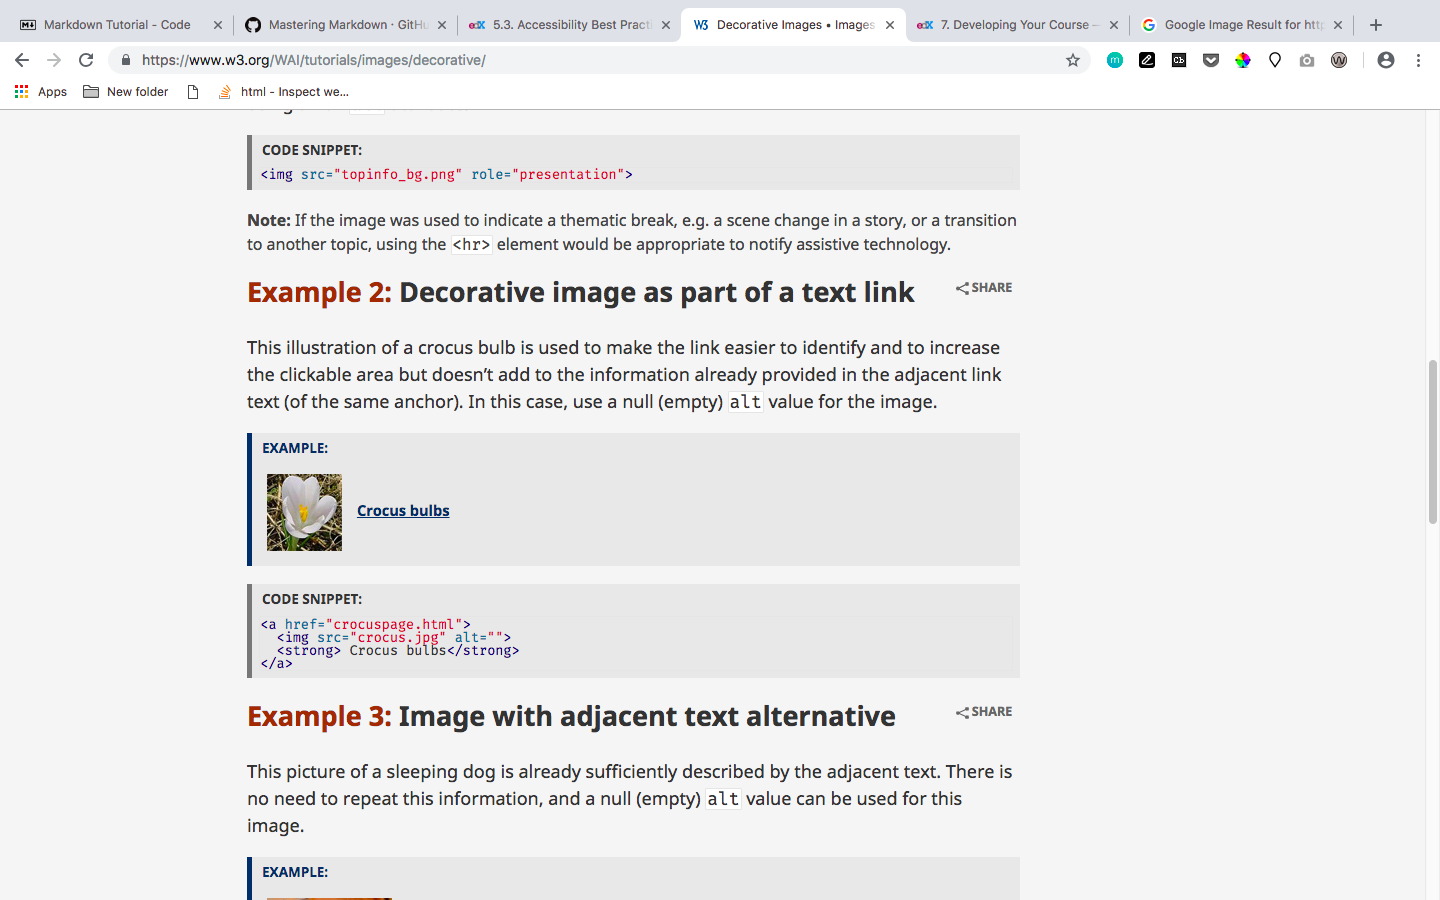 Markdown Tutorial - Code
Mastering Markdown · GitHu
edX 5.3. Accessibility Best Practi
W3 Decorative Images • Images
edX 7. Developing Your Course –
G Google Image Result for http
https://www.w3.org/WAI/tutorials/images/decorative/
Apps New folder html - Inspect we...
CODE SNIPPET:
<img src="topinfo_bg.png" role="presentation">
Note: If the image was used to indicate a thematic break, e.g. a scene change in a story, or a transition
to another topic, using the <hr> element would be appropriate to notify assistive technology.
Example 2: Decorative image as part of a text link
SHARE
This illustration of a crocus bulb is used to make the link easier to identify and to increase
the clickable area but doesn’t add to the information already provided in the adjacent link
text (of the same anchor). In this case, use a null (empty) alt value for the image.
EXAMPLE:
Crocus bulbs
CODE SNIPPET:
<a href="crocuspage.html">
<img src="crocus.jpg" alt="">
<strong> Crocus bulbs</strong>
</a>
Example 3: Image with adjacent text alternative
SHARE
This picture of a sleeping dog is already sufficiently described by the adjacent text. There is
no need to repeat this information, and a null (empty) alt value can be used for this
image.
EXAMPLE: